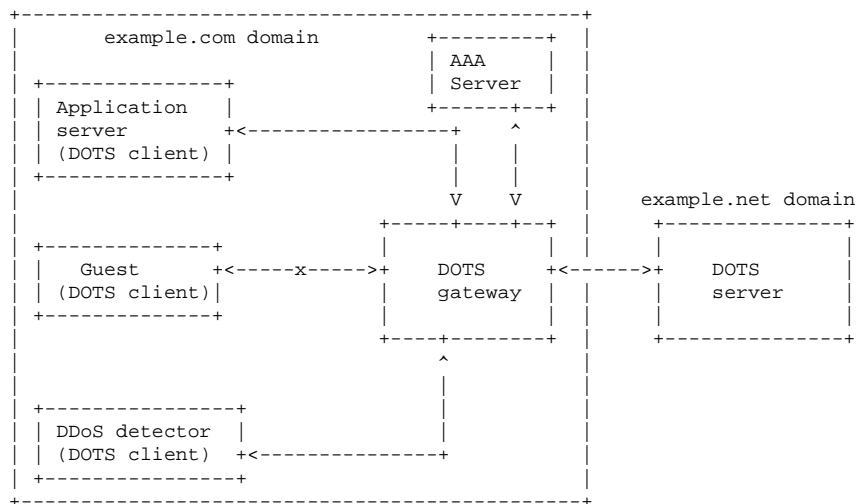 example.com domain
AAA
Server
Application
server
(DOTS client)
example.net domain
Guest
(DOTS client)
x
DOTS
gateway
DOTS
server
DDoS detector
(DOTS client)